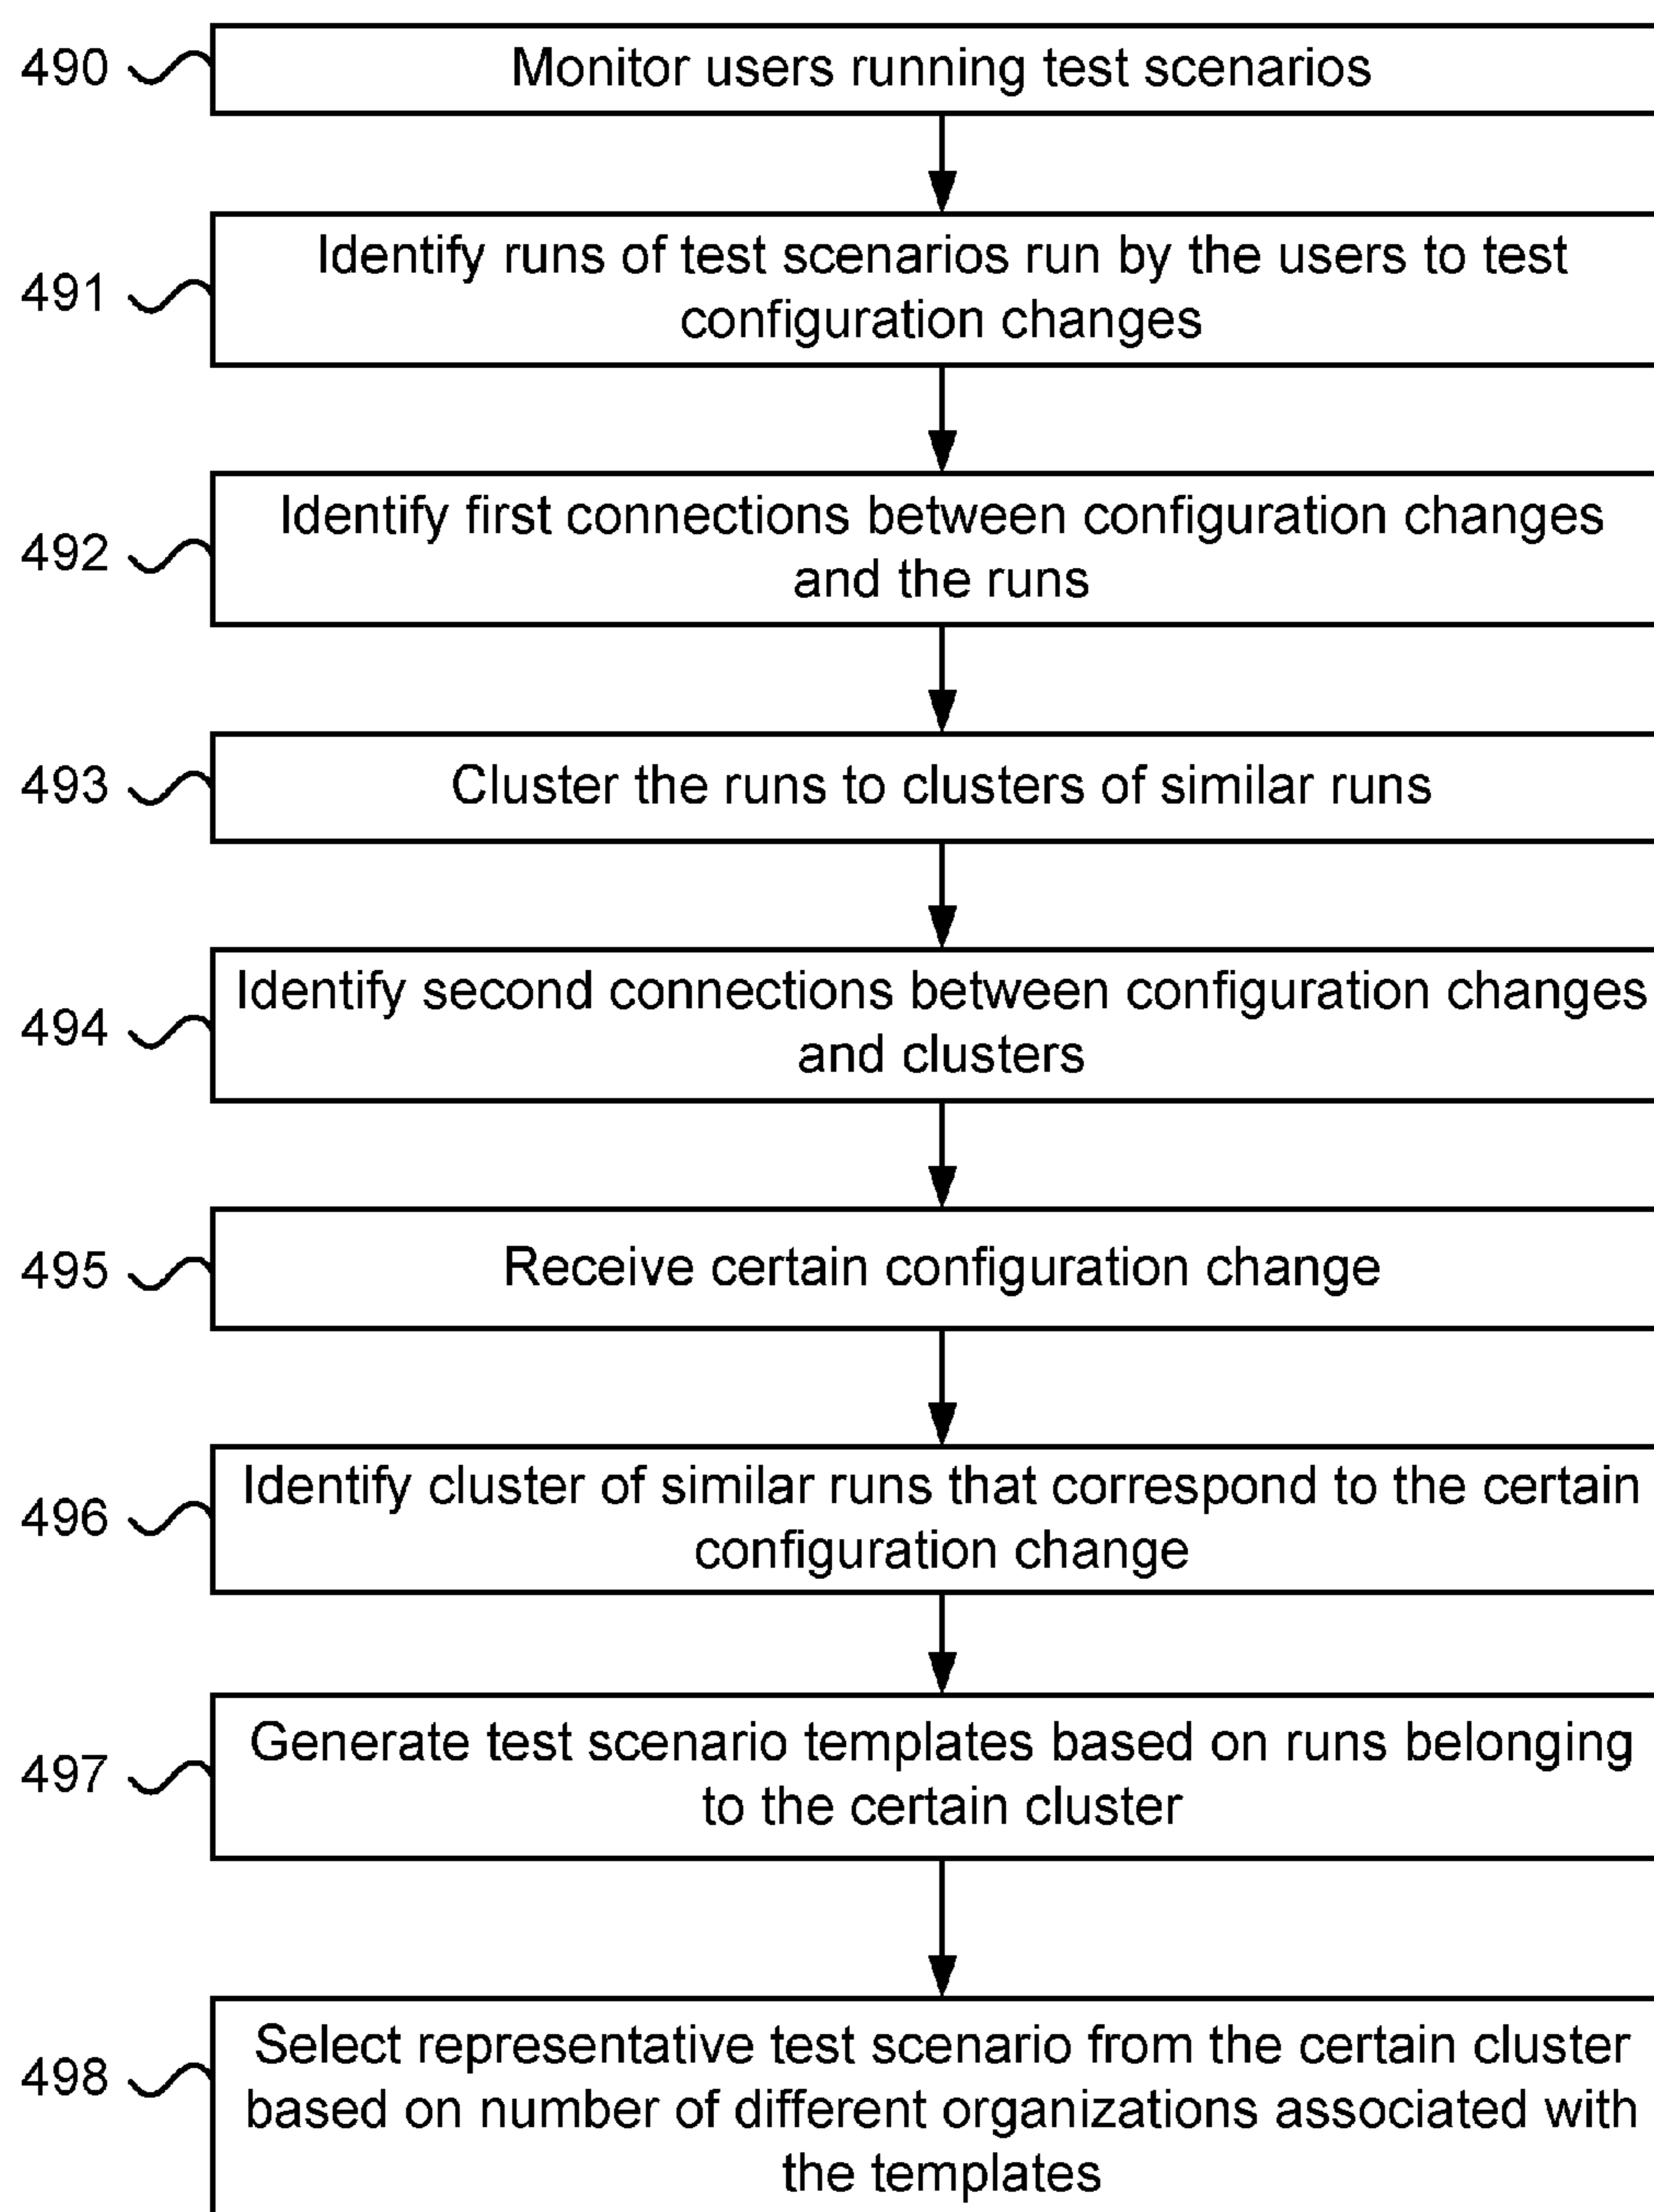 490
Monitor users running test scenarios
491
Identify runs of test scenarios run by the users to test
configuration changes
492
Identify first connections between configuration changes
and the runs
493
Cluster the runs to clusters of similar runs
494
Identify second connections between configuration changes
and clusters
495
Receive certain configuration change
496
Identify cluster of similar runs that correspond to the certain
configuration change
497
Generate test scenario templates based on runs belonging
to the certain cluster
498
Select representative test scenario from the certain cluster
based on number of different organizations associated with
the templates